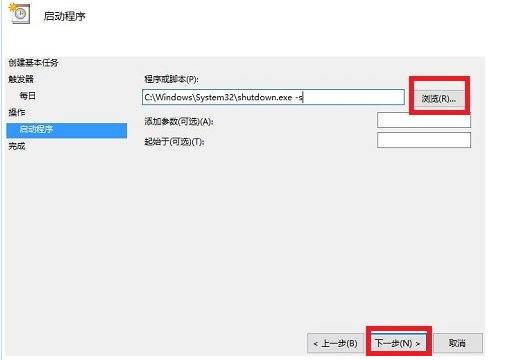 启动程序
创建基本任务
触发器
程序或脚本(P):
每日
C:\Windows\System32\shutdown.exe -s
浏览(R)...
操作
添加参数(可选)(A):
启动程序
起始于(可选)(T):
完成
< 上一步(B)
下一步(N) >
取消